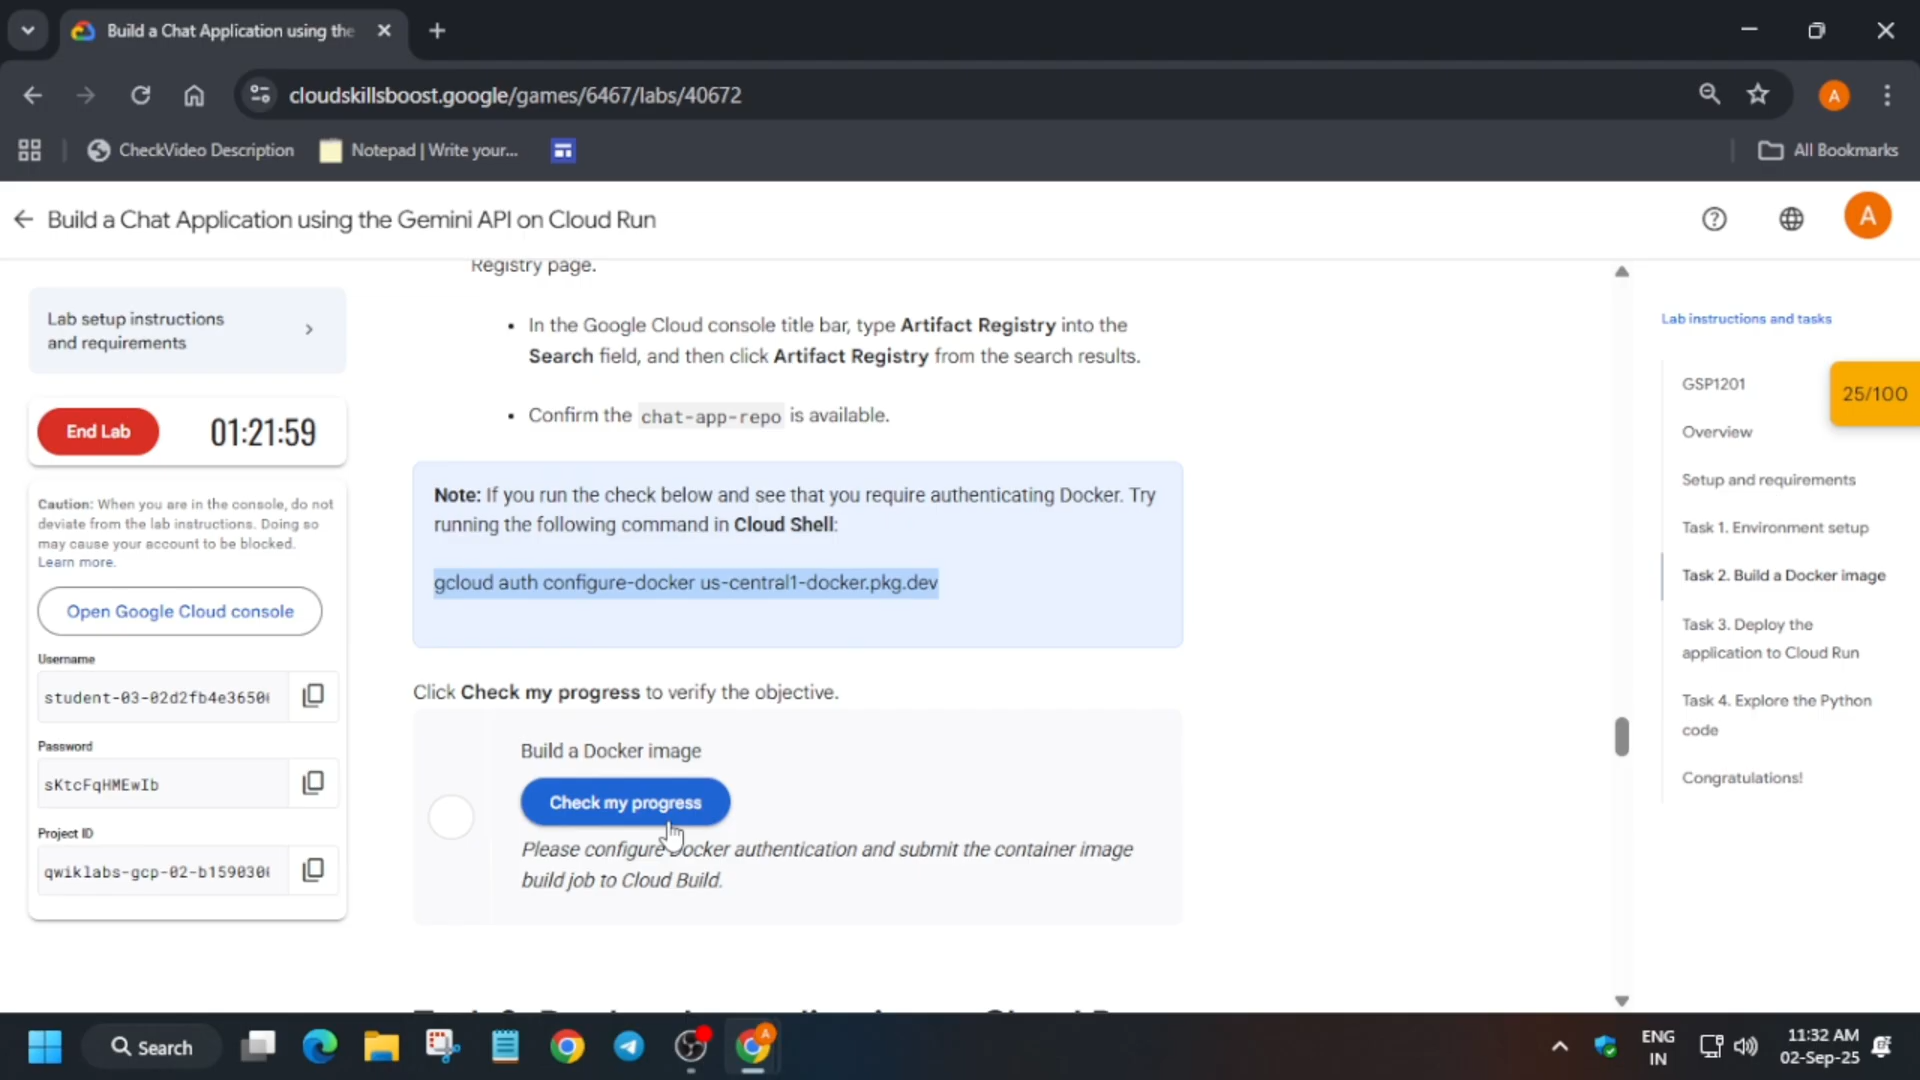 Build a Chat Application using the
cloudskillsboost.google/games/6467/labs/40672
A
CheckVideo Description
Notepad | Write your...
All Bookmarks
Build a Chat Application using the Gemini API on Cloud Run
A
Registry page.
Lab setup instructions
and requirements
End Lab
01:21:59
Caution: When you are in the console, do not
deviate from the lab instructions. Doing so
may cause your account to be blocked.
Learn more.
Open Google Cloud console
Username
student-03-02d2fb4e3650
Password
sKtcFqHMEwIb
Project ID
qwiklabs-gcp-02-b159030
• In the Google Cloud console title bar, type Artifact Registry into the
Search field, and then click Artifact Registry from the search results.
• Confirm the chat-app-repo is available.
Note: If you run the check below and see that you require authenticating Docker. Try
running the following command in Cloud Shell:
gcloud auth configure-docker us-central1-docker.pkg.dev
Click Check my progress to verify the objective.
Build a Docker image
Check my progress
Please configure Docker authentication and submit the container image
build job to Cloud Build.
Lab instructions and tasks
GSP1201
25/100
Overview
Setup and requirements
Task 1. Environment setup
Task 2. Build a Docker image
Task 3. Deploy the
application to Cloud Run
Task 4. Explore the Python
code
Congratulations!
Search
A
ENG
IN
11:32 AM
02-Sep-25